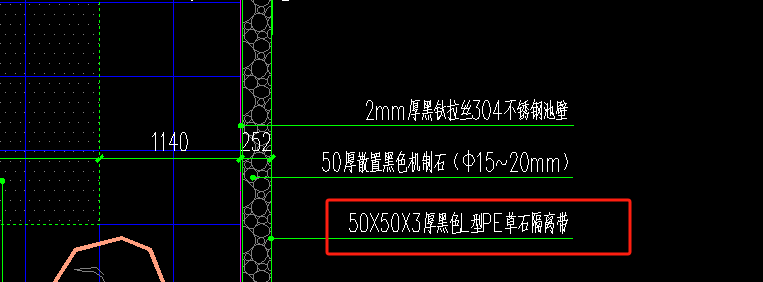 2mm厚黑钛拉丝304不锈钢池壁
1140
252
50厚散置黑色机制石（Φ15~20mm）
50X50X3厚黑色L型PE草石隔离带